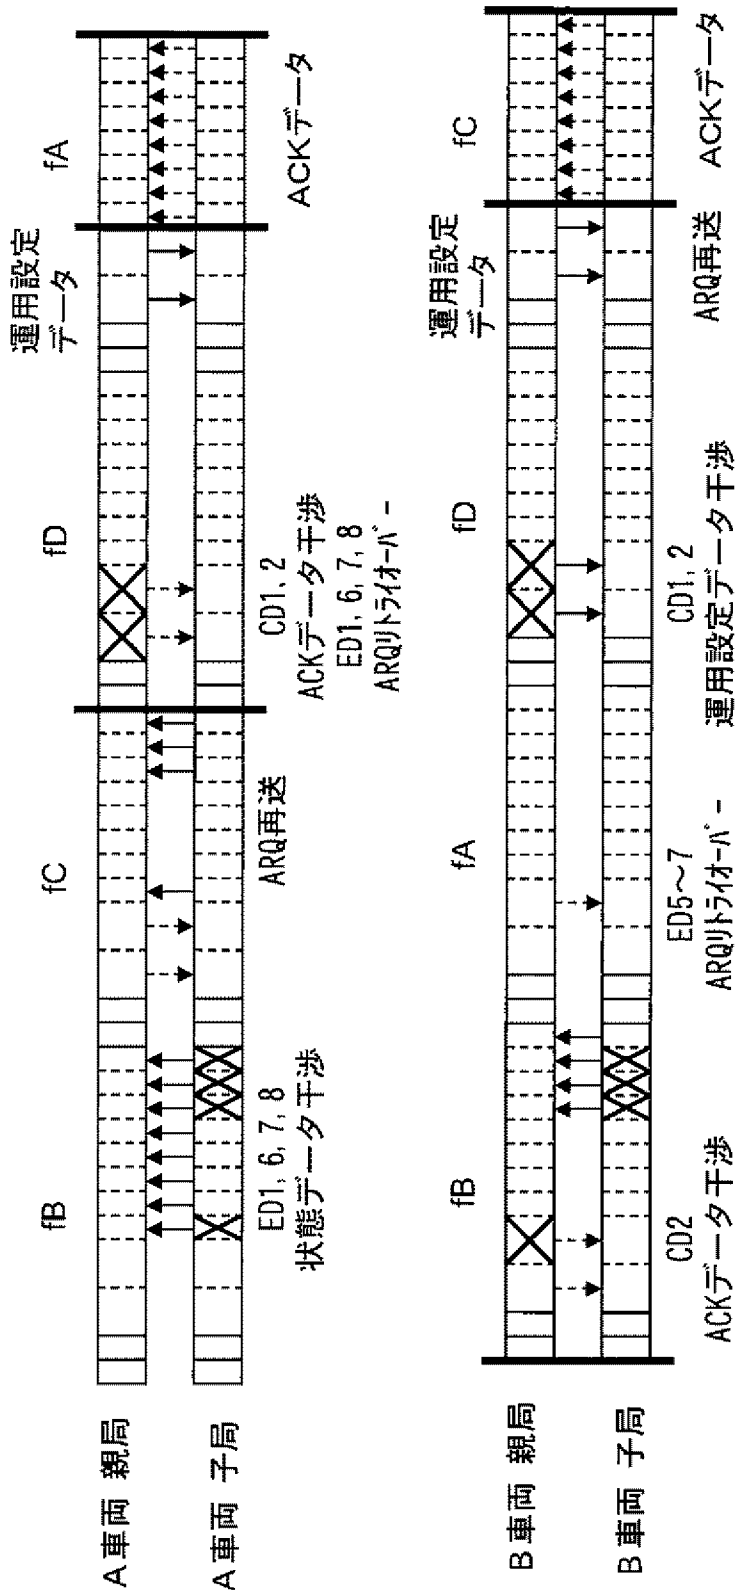 A車両 親局
A車両 子局
fB
fC
fD
運用設定
データ
fA
ED1, 6, 7, 8
状態データ干渉
ARQ再送
CD1, 2
ACKデータ干渉
ED1, 6, 7, 8
ARQリトライオーバー
ACKデータ
B車両 親局
B車両 子局
fB
fA
fD
運用設定
データ
fC
CD2
ACKデータ干渉
ED5～7
ARQリトライオーバー
CD1, 2
運用設定データ干渉
ARQ再送
ACKデータ